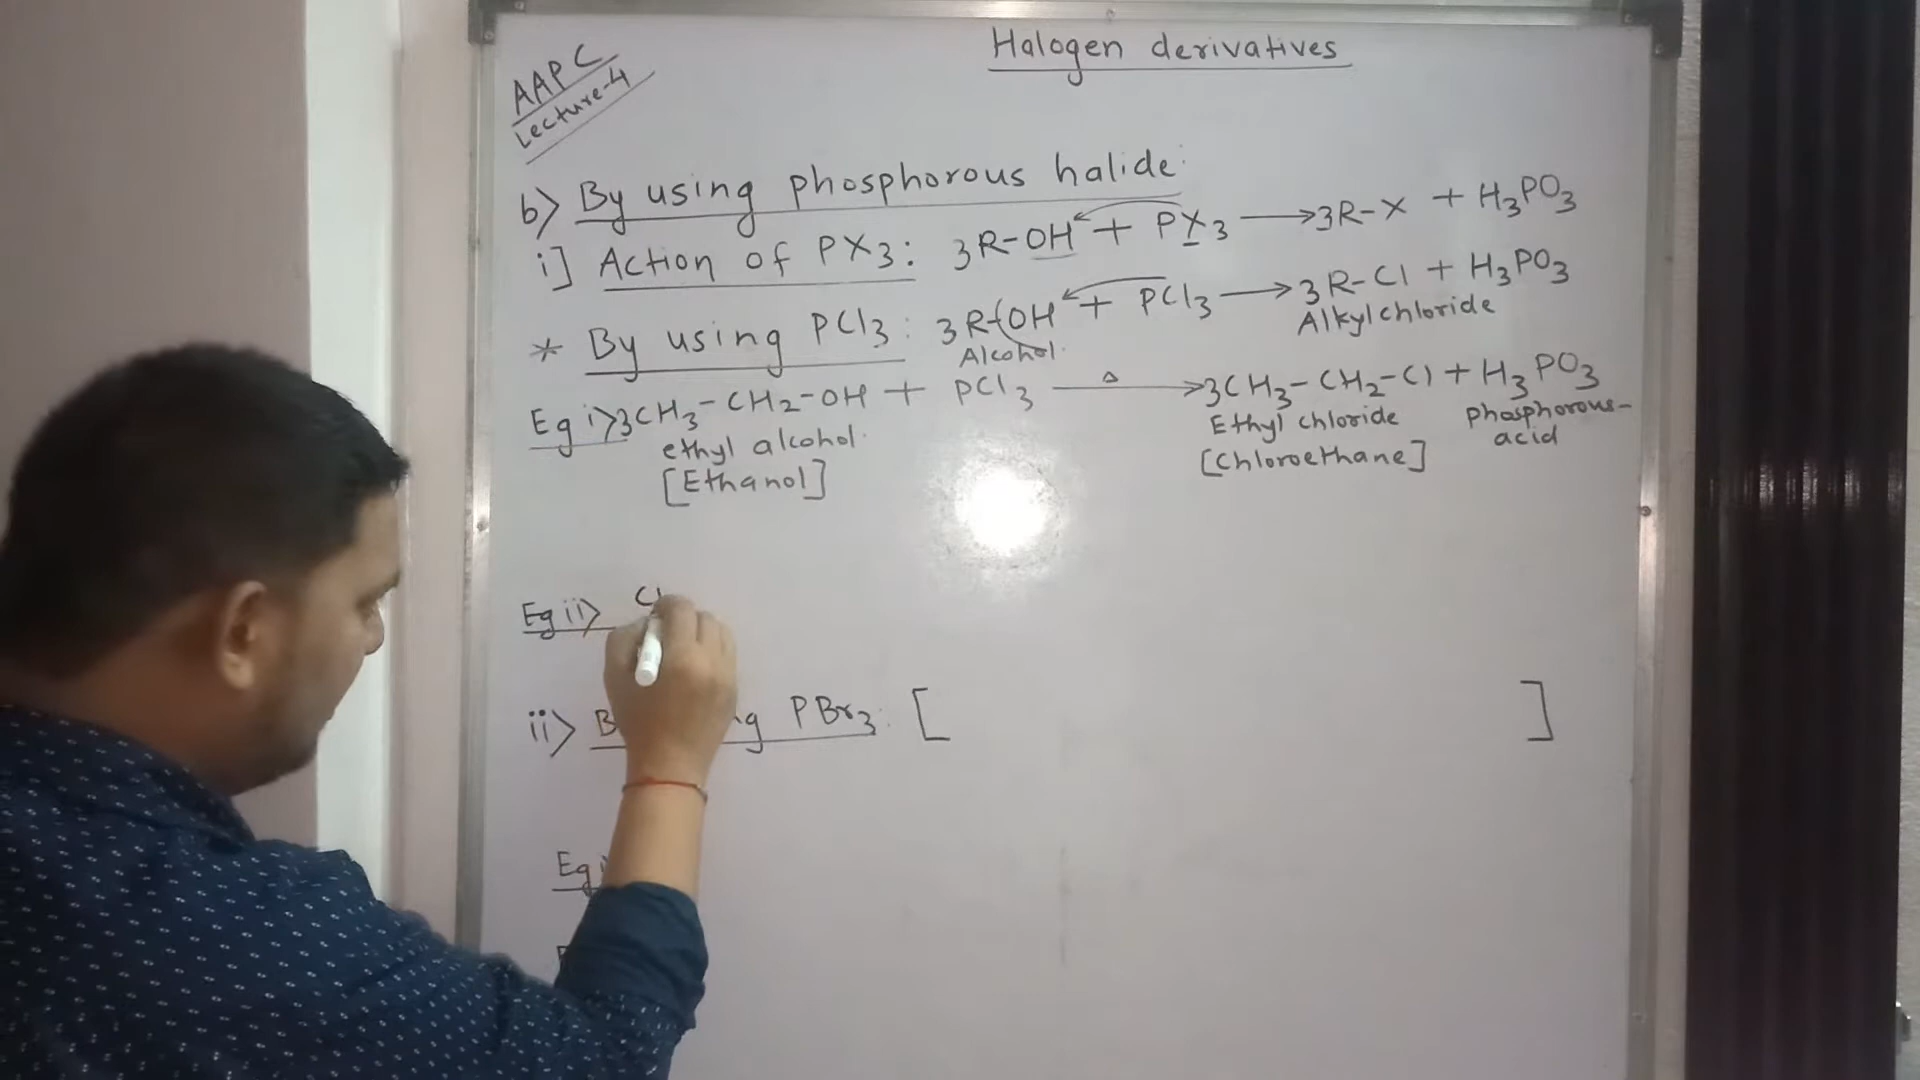 Halogen derivatives
AAPC
Lecture-4
b) By using phosphorous halide:
i] Action of PX3: 3R-OH + PX3 ⟶ 3R-X + H3PO3
* By using PCl3: 3R-OH + PCl3 ⟶ 3R-Cl + H3PO3
Alcohol. Alkylchloride
Eg i> 3CH3-CH2-OH + PCl3 —Δ→ 3CH3-CH2-Cl + H3PO3
ethyl alcohol. Ethyl chloride phosphorous-
acid
[Ethanol] [Chloroethane]
Eg ii>
ii> PBr3: [ ]
Eg